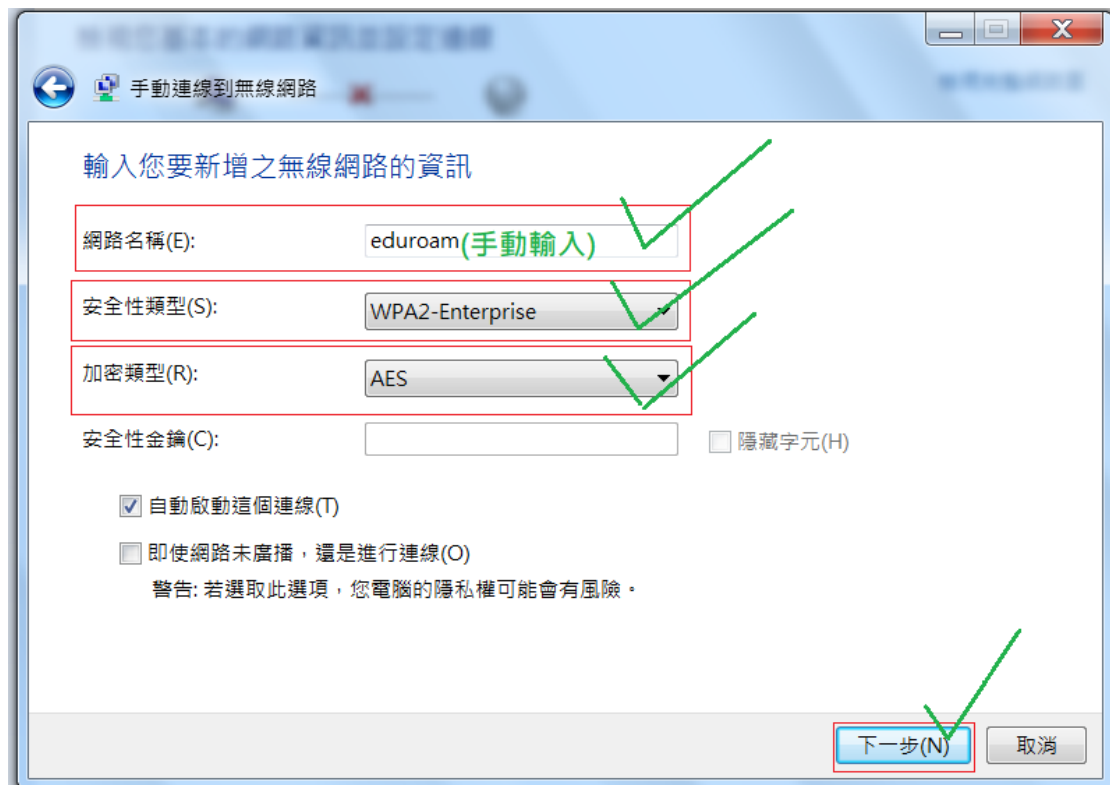 手動連線到無線網路
輸入您要新增之無線網路的資訊
網路名稱(E): eduroam(手動輸入)
安全性類型(S): WPA2-Enterprise
加密類型(R): AES
安全性金鑰(C): 隱藏字元(H)
自動啟動這個連線(T)
即使網路未廣播，還是進行連線(O)
警告: 若選取此選項，您電腦的隱私權可能會有風險。
下一步(N) 取消